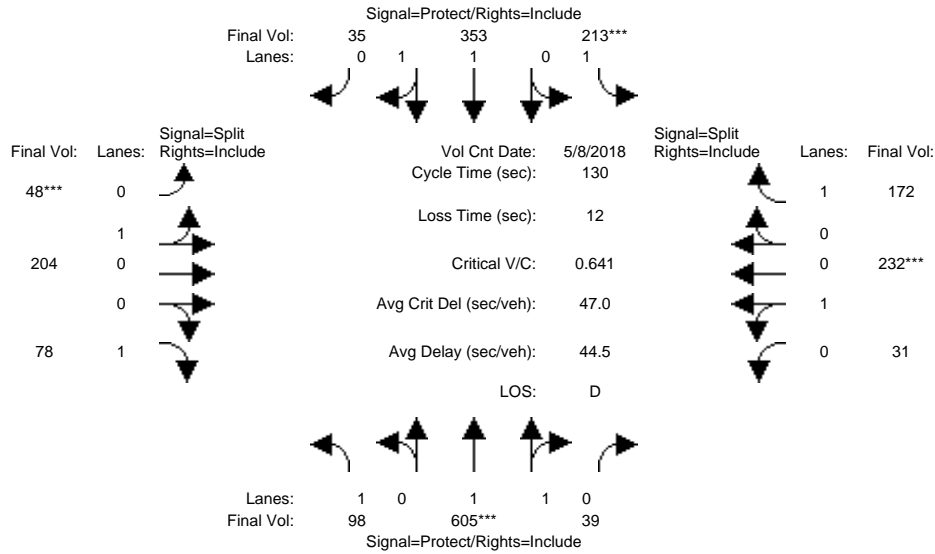 Signal=Protect/Rights=Include
Final Vol: 35 353 213***
Lanes: 0 1 1 0 1
Signal=Split Signal=Split
Final Vol: Lanes: Rights=Include Vol Cnt Date: 5/8/2018 Rights=Include Lanes: Final Vol:
Cycle Time (sec): 130
48*** 0 1 172
Loss Time (sec): 12
1 0
204 0 Critical V/C: 0.641 0 232***
0 Avg Crit Del (sec/veh): 47.0 1
78 1 Avg Delay (sec/veh): 44.5 0 31
LOS: D
Lanes: 1 0 1 1 0
Final Vol: 98 605*** 39
Signal=Protect/Rights=Include